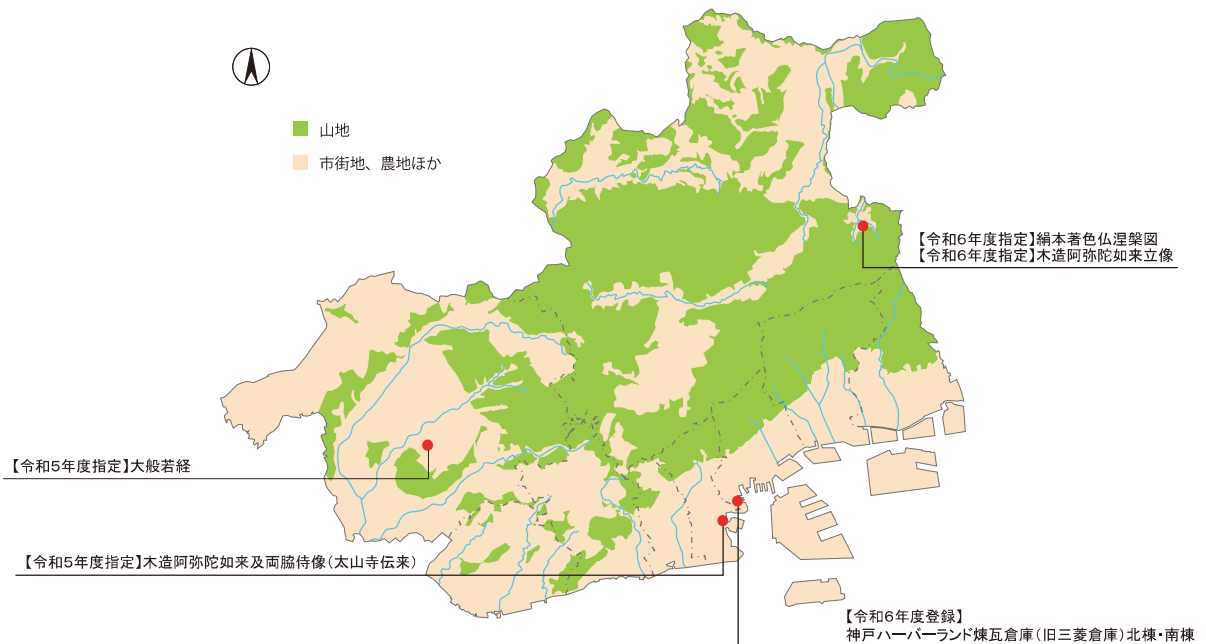 山地
市街地、農地ほか
【令和6年度指定】絹本著色仏涅槃図
【令和6年度指定】木造阿弥陀如来立像
【令和5年度指定】大般若経
【令和5年度指定】木造阿弥陀如来及両脇侍像（太山寺伝来）
【令和6年度登録】
神戸ハーバーランド煉瓦倉庫（旧三菱倉庫）北棟・南棟